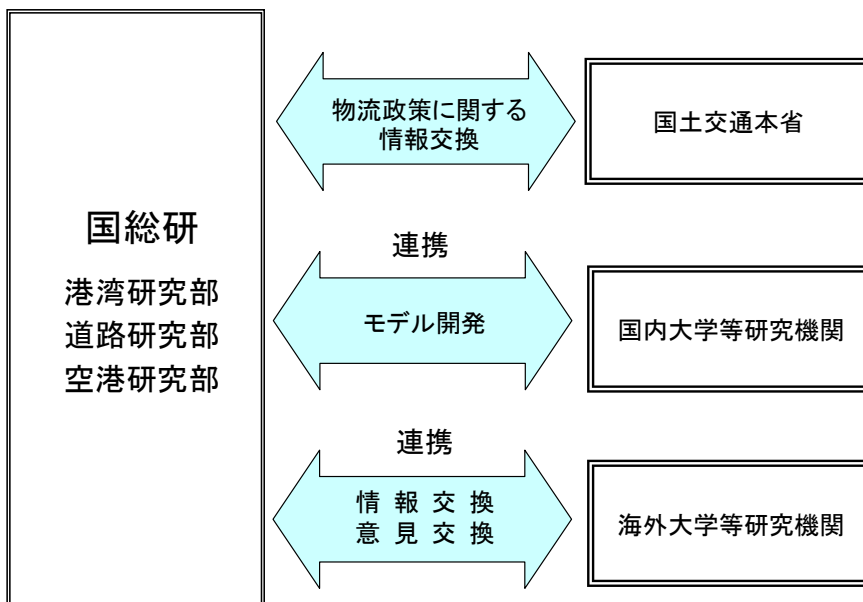 国総研
港湾研究部
道路研究部
空港研究部
物流政策に関する
情報交換
国土交通本省
連携
モデル開発
国内大学等研究機関
連携
情 報 交 換
意 見 交 換
海外大学等研究機関